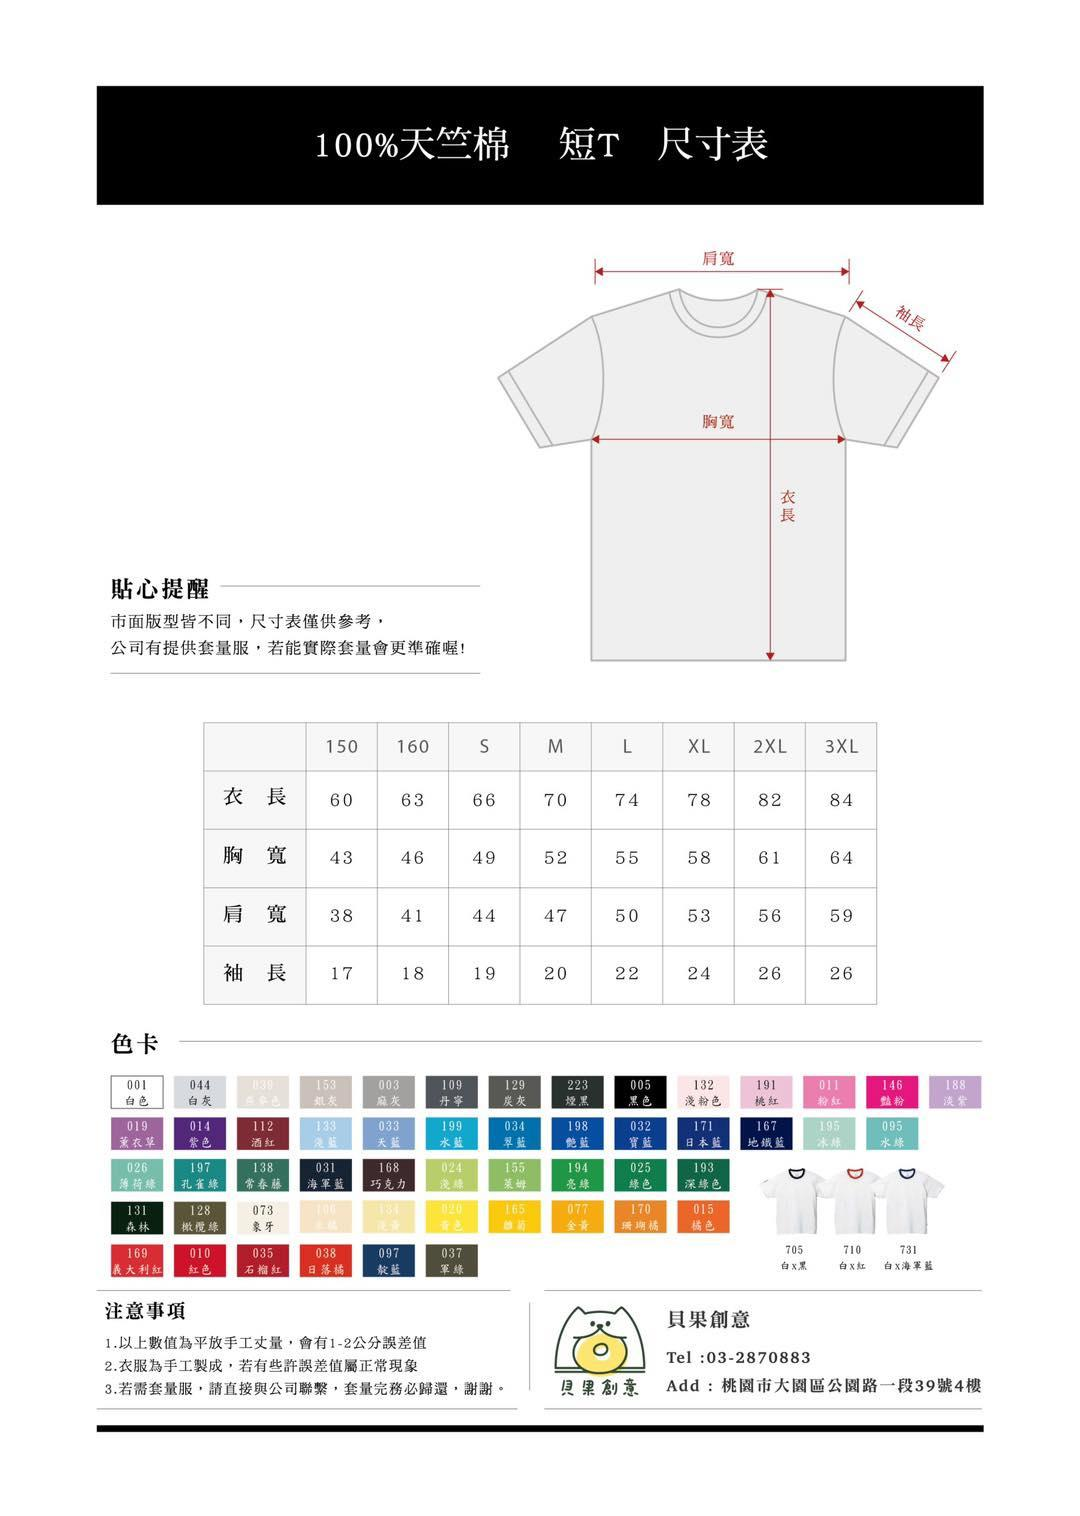 100%天竺棉 短T 尺寸表
肩寬
袖長
胸寬
衣長
貼心提醒
市面版型皆不同，尺寸表僅供參考，
公司有提供套量服，若能實際套量會更準確喔!
150 160 S M L XL 2XL 3XL
衣 長 60 63 66 70 74 78 82 84
胸 寬 43 46 49 52 55 58 61 64
肩 寬 38 41 44 47 50 53 56 59
袖 長 17 18 19 20 22 24 26 26
色卡
001 044 039 153 003 109 129 223 005 132 191 011 146 188
白色 白灰 燕麥色 銀灰 麻灰 丹寧 炭灰 煙黑 黑色 淺粉色 桃紅 粉紅 豔粉 淡紫
019 014 112 133 033 199 034 198 032 171 167 195 095
薰衣草 紫色 酒紅 淺藍 天藍 水藍 翠藍 艷藍 寶藍 日本藍 地鐵藍 冰綠 水綠
026 197 138 031 168 024 155 194 025 193
薄荷綠 孔雀綠 常春藤 海軍藍 巧克力 淺綠 萊姆 亮綠 綠色 深綠色
131 128 073 106 134 020 165 077 170 015
森林 橄欖綠 象牙 米橘 淺黃 黃色 雛菊 金黃 珊瑚橘 橘色
169 010 035 038 097 037
義大利紅 紅色 石榴紅 日落橘 靛藍 軍綠
705 710 731
白x黑 白x紅 白x海軍藍
注意事項
1.以上數值為平放手工丈量，會有1-2公分誤差值
2.衣服為手工製成，若有些許誤差值屬正常現象
3.若需套量服，請直接與公司聯繫，套量完務必歸還，謝謝。
貝果創意
貝果創意
Tel :03-2870883
Add : 桃園市大園區公園路一段39號4樓